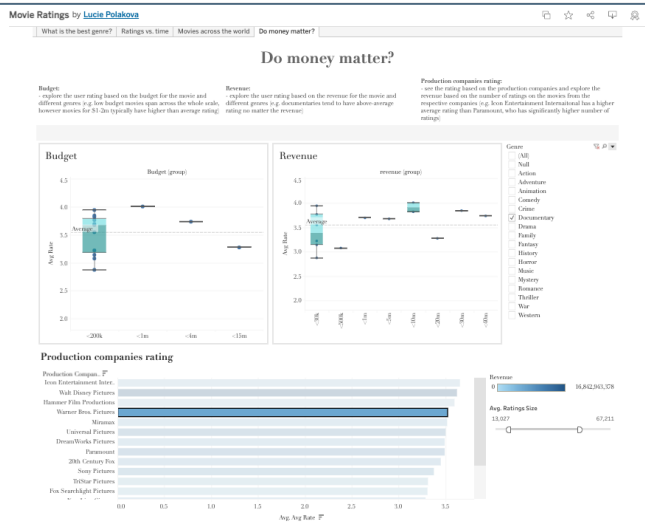 Movie Ratings by Lucie Polakova
What is the best genre? Ratings vs. time Movies across the world Do money matter?
Do money matter?
Budget:
- explore the user rating based on the budget for the movie and
different genres (e.g. low budget movies span across the whole scale,
however movies for $1-2m typically have higher than average rating)
Revenue:
- explore the user rating based on the revenue for the movie and
different genres (e.g. documentaries tend to have above average
rating no matter the revenue)
Production companies rating:
- see the rating based on the production companies and explore the
revenue based on the number of ratings on the movies from the
respective companies (e.g. Icon Entertainment International has a higher
average rating than Paramount, who has significantly higher number of
ratings)
Budget
Budget (group)
4.5
4.0
3.5
3.0
2.5
2.0
Avg Rate
Average
<200k <1m <4m <15m
Revenue
revenue (group)
4.5
4.0
3.5
3.0
2.5
2.0
Avg Rate
Average
<500k <1m <5m <10m <20m
Genre
(All)
Null
Action
Adventure
Animation
Comedy
Crime
Documentary
Drama
Family
Fantasy
History
Horror
Music
Mystery
Romance
Thriller
War
Western
Production companies rating
Production Compan..
Icon Entertainment Inter..
Walt Disney Pictures
Hammer Film Productions
Warner Bros. Pictures
Miramax
Universal Pictures
DreamWorks Pictures
Paramount
20th Century Fox
Sony Pictures
TriStar Pictures
Fox Searchlight Pictures
0.0 0.5 1.0 1.5 2.0 2.5 3.0 3.5
Avg. Avg Rate
Revenue
0
Avg. Ratings Size
13,027 67,211